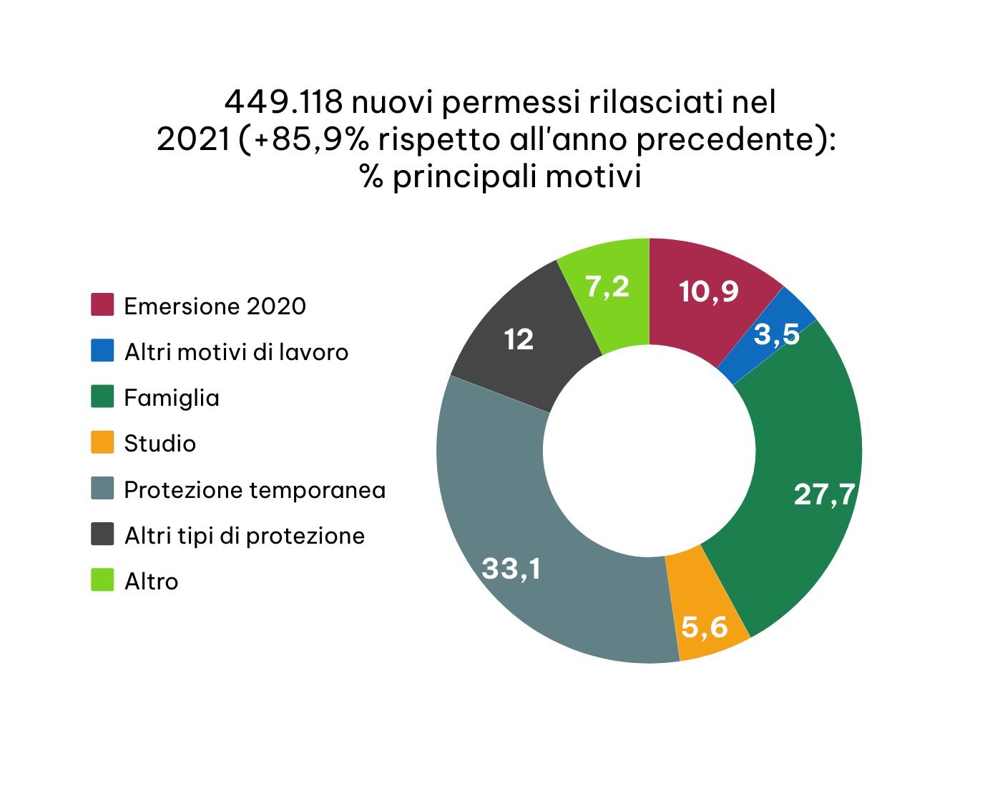 449.118 nuovi permessi rilasciati nel
2021 (+85,9% rispetto all'anno precedente):
% principali motivi
Emersione 2020
Altri motivi di lavoro
Famiglia
Studio
Protezione temporanea
Altri tipi di protezione
Altro
7,2
10,9
3,5
12
27,7
33,1
5,6